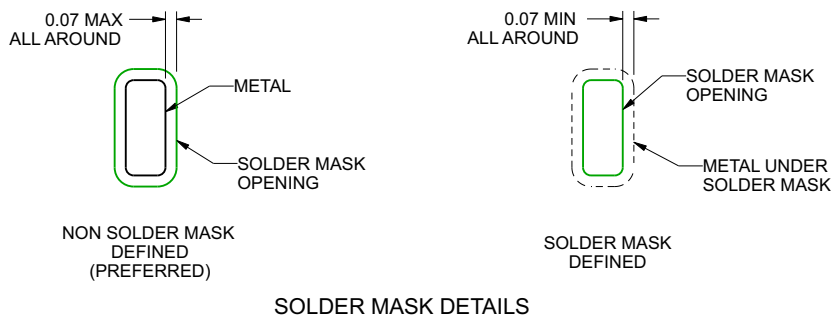 0.07 MAX
ALL AROUND
METAL
SOLDER MASK
OPENING
NON SOLDER MASK
DEFINED
(PREFERRED)
0.07 MIN
ALL AROUND
SOLDER MASK
OPENING
METAL UNDER
SOLDER MASK
SOLDER MASK
DEFINED
SOLDER MASK DETAILS